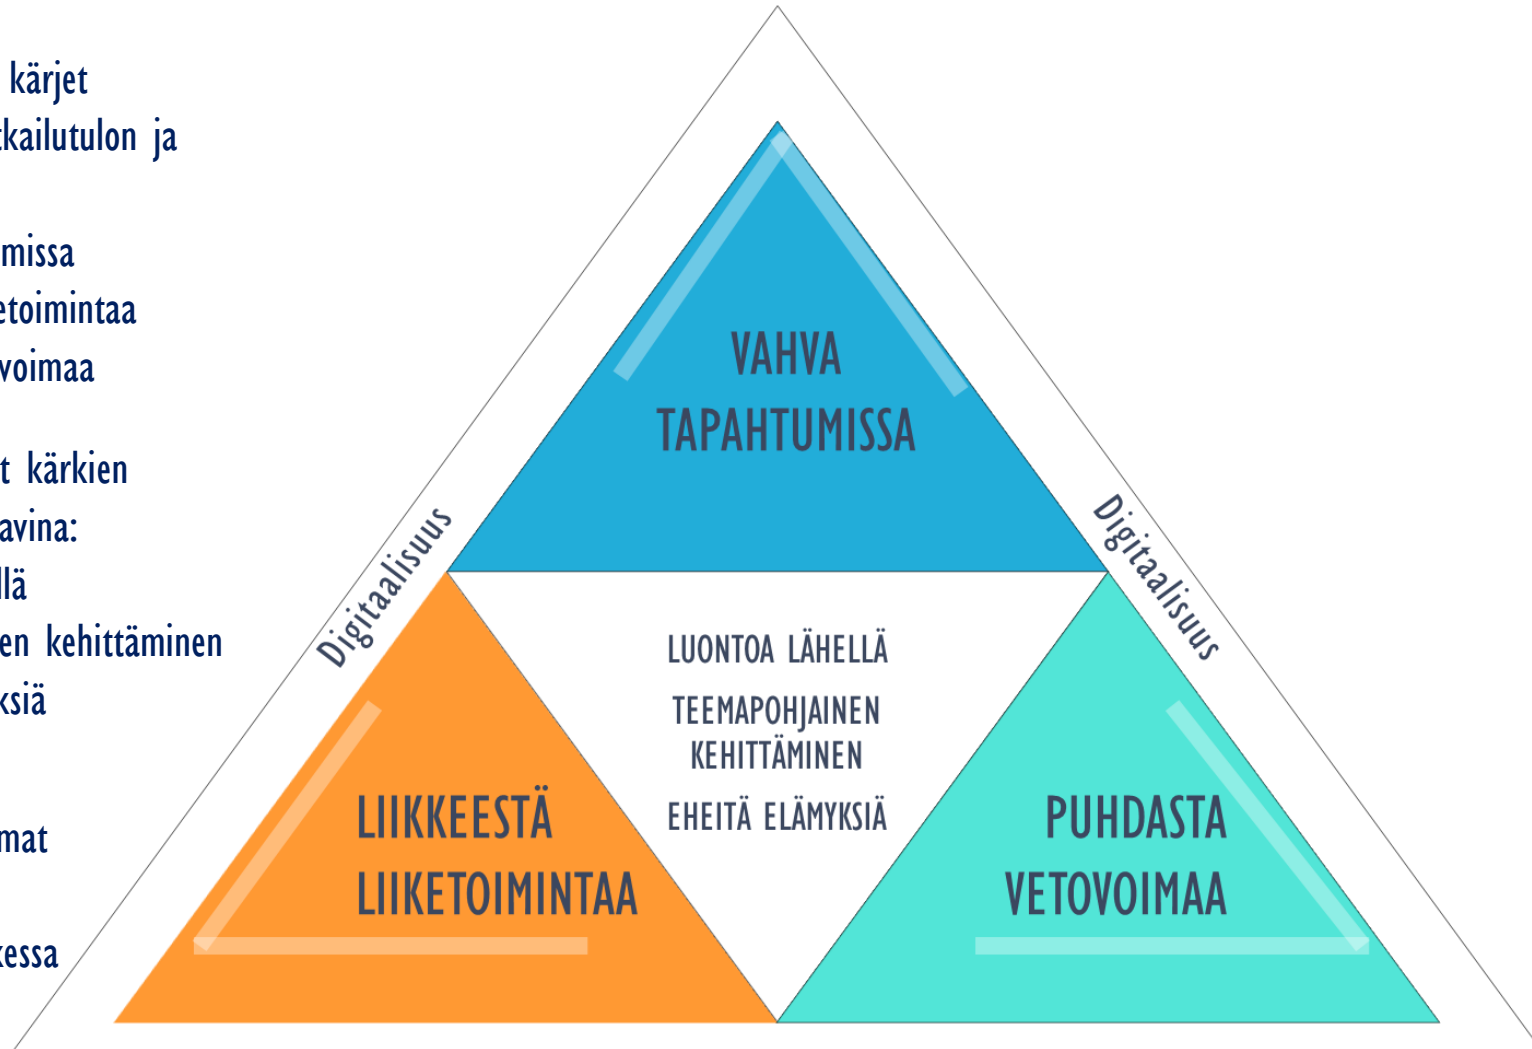 kärjet
tkailutulon ja
missa
etoimintaa
voimaa
t kärkien
avina:
llä
en kehittäminen
ksiä
mat
kessa
VAHVA
TAPAHTUMISSA
Digitaalisuus
Digitaalisuus
LUONTOA LÄHELLÄ
TEEMAPOHJAINEN
KEHITTÄMINEN
EHEITÄ ELÄMYKSIÄ
LIIKKEESTÄ
LIIKETOIMINTAA
PUHDASTA
VETOVOIMAA